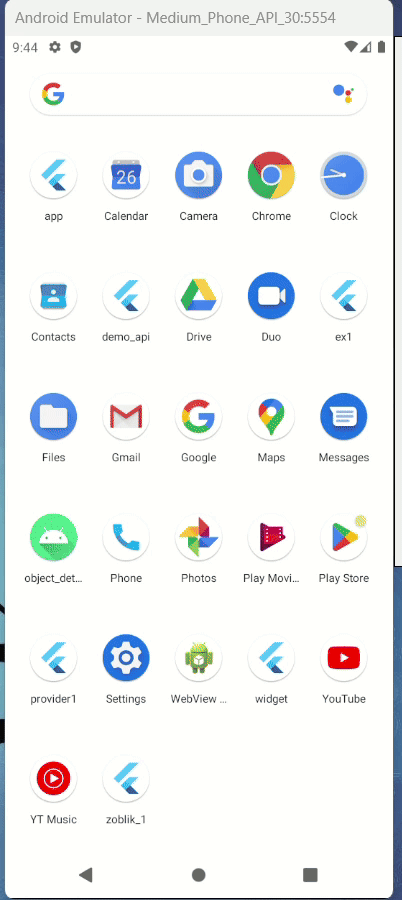 Android Emulator - Medium_Phone_API_30:5554
9:44
app Calendar Camera Chrome Clock
26
Contacts demo_api Drive Duo ex1
Files Gmail Google Maps Messages
object_det... Phone Photos Play Movi... Play Store
provider1 Settings WebView ... widget YouTube
YT Music zoblik_1